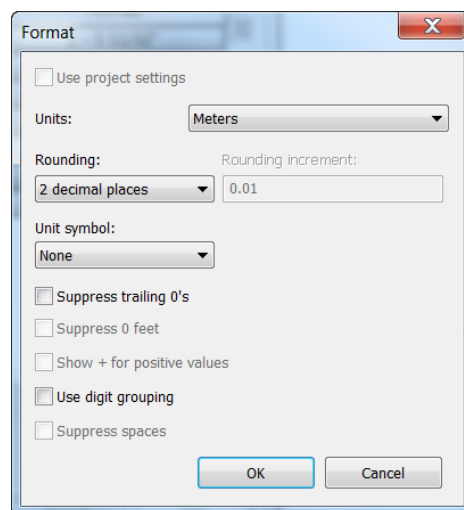 Format
Use project settings
Units: Meters
Rounding: Rounding increment:
2 decimal places 0.01
Unit symbol:
None
Suppress trailing 0's
Suppress 0 feet
Show + for positive values
Use digit grouping
Suppress spaces
OK Cancel